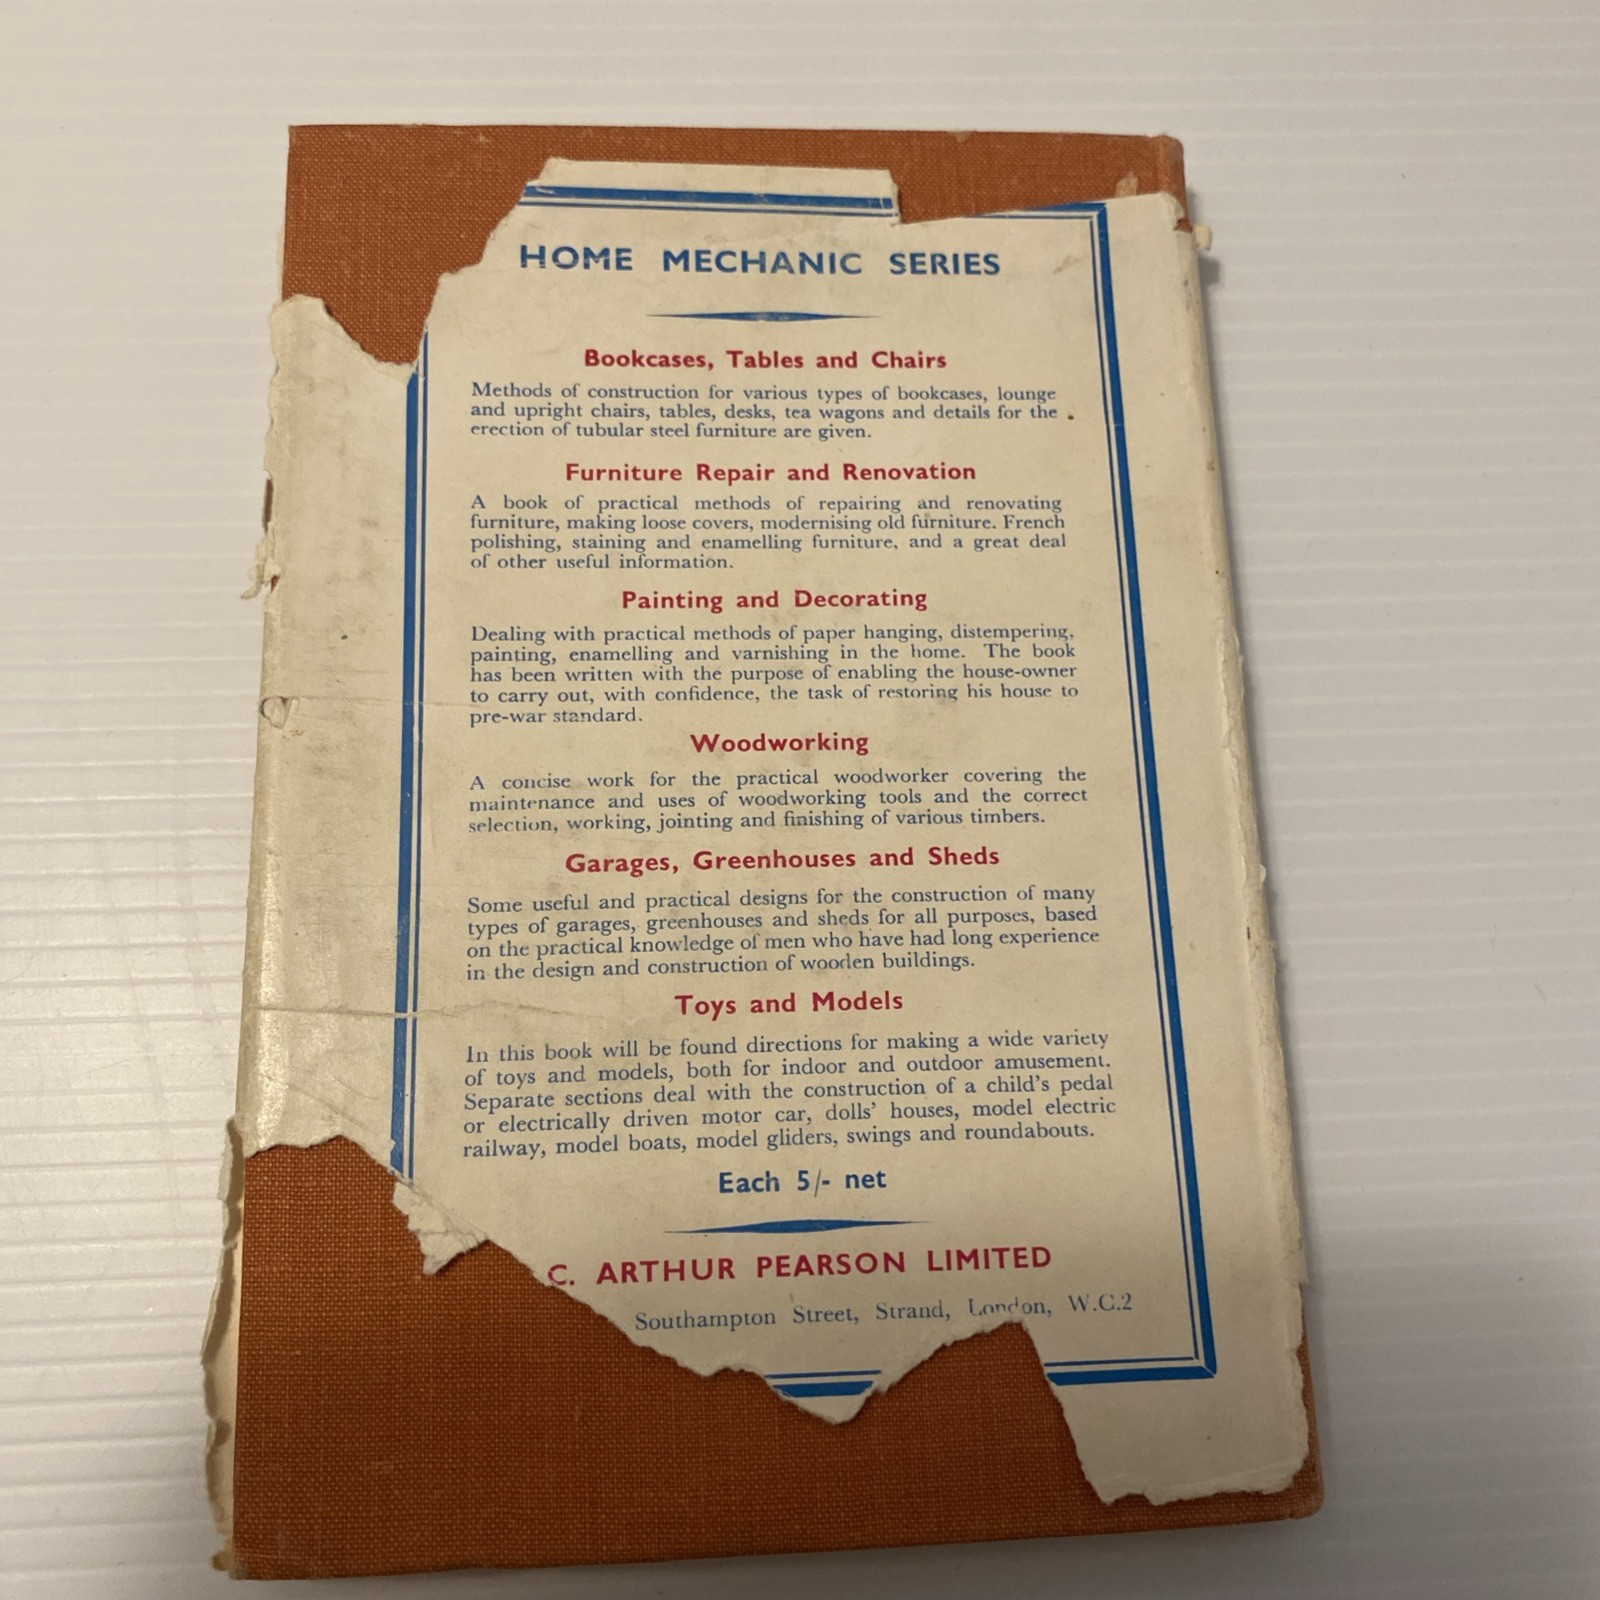 HOME MECHANIC SERIES
Bookcases, Tables and Chairs
Methods of construction for various types of bookcases, lounge
and upright chairs, tables, desks, tea wagons and details for the
erection of tubular steel furniture are given.
Furniture Repair and Renovation
A book of practical methods of repairing and renovating
furniture, making loose covers, modernising old furniture. French
polishing, staining and enamelling furniture, and a great deal
of other useful information.
Painting and Decorating
Dealing with practical methods of paper hanging, distempering,
painting, enamelling and varnishing in the home. The book
has been written with the purpose of enabling the house-owner
to carry out, with confidence, the task of restoring his house to
pre-war standard.
Woodworking
A concise work for the practical woodworker covering the
maintenance and uses of woodworking tools and the correct
selection, working, jointing and finishing of various timbers.
Garages, Greenhouses and Sheds
Some useful and practical designs for the construction of many
types of garages, greenhouses and sheds for all purposes, based
on the practical knowledge of men who have had long experience
in the design and construction of wooden buildings.
Toys and Models
In this book will be found directions for making a wide variety
of toys and models, both for indoor and outdoor amusement.
Separate sections deal with the construction of a child's pedal
or electrically driven motor car, dolls' houses, model electric
railway, model boats, model gliders, swings and roundabouts.
Each 5/- net
C. ARTHUR PEARSON LIMITED
Southampton Street, Strand, London, W.C.2